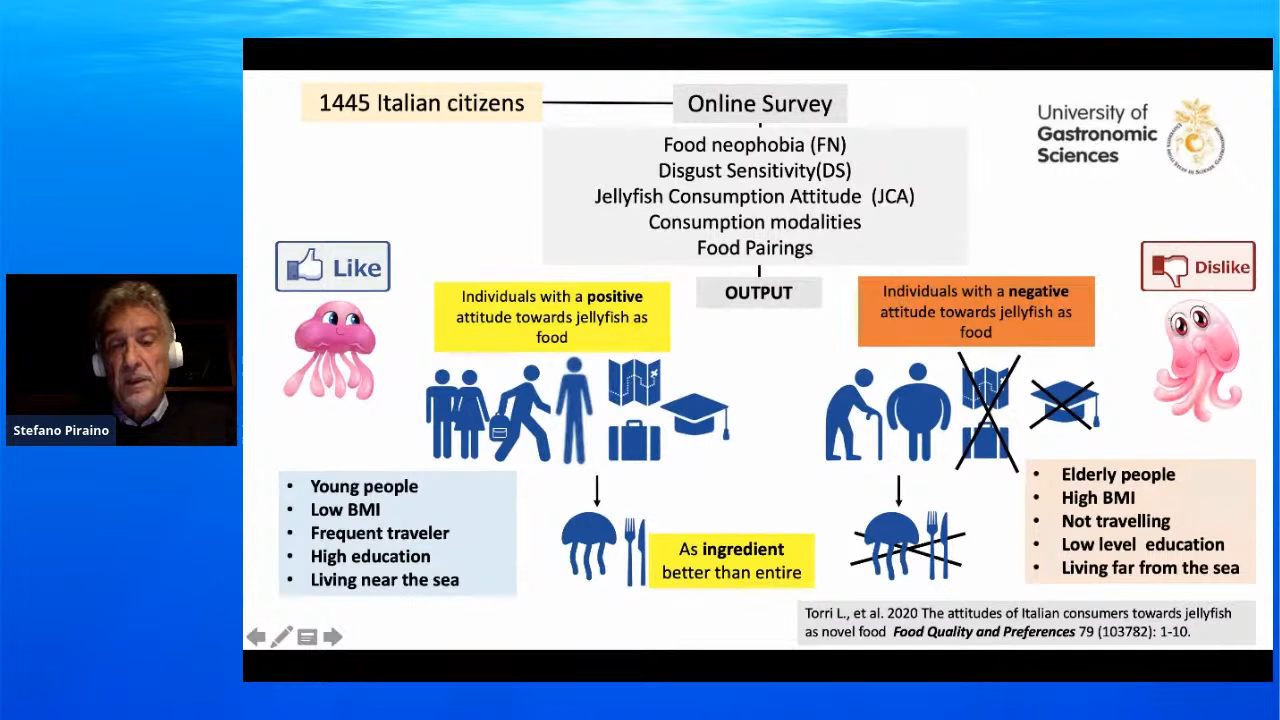 1445 Italian citizens
Online Survey
University of
Gastronomic
Sciences
Food neophobia (FN)
Disgust Sensitivity(DS)
Jellyfish Consumption Attitude (JCA)
Consumption modalities
Food Pairings
Like
Dislike
OUTPUT
Individuals with a positive
attitude towards jellyfish as
food
Individuals with a negative
attitude towards jellyfish as
food
Stefano Piraino
• Young people
• Low BMI
• Frequent traveler
• High education
• Living near the sea
As ingredient
better than entire
• Elderly people
• High BMI
• Not travelling
• Low level education
• Living far from the sea
Torri L., et al. 2020 The attitudes of Italian consumers towards jellyfish
as novel food Food Quality and Preferences 79 (103782): 1-10.